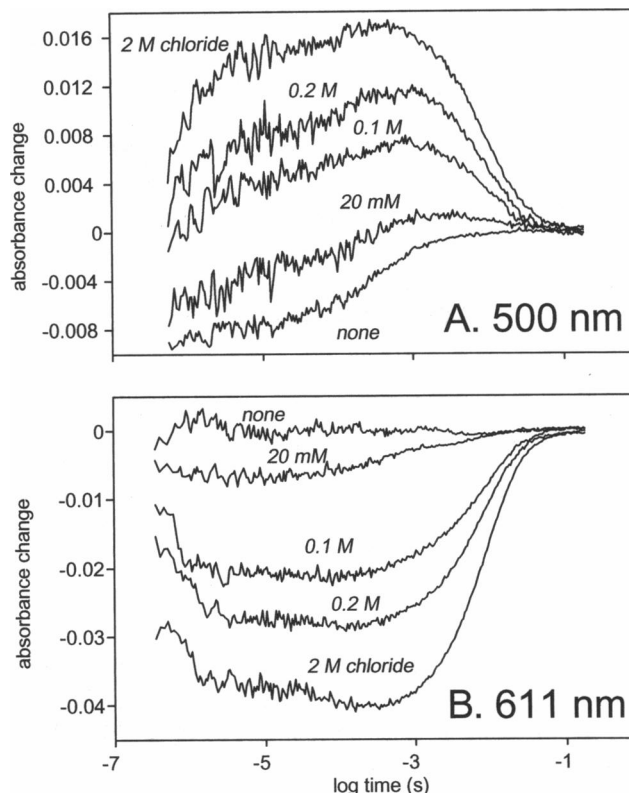 0.016
2 M chloride
0.012
0.2 M
0.008
0.1 M
0.004
20 mM
0
-0.004
none
-0.008
A. 500 nm
absorbance change
none
0
20 mM
-0.01
0.1 M
-0.02
0.2 M
-0.03
2 M chloride
-0.04
B. 611 nm
absorbance change
-7 -5 -3 -1
log time (s)